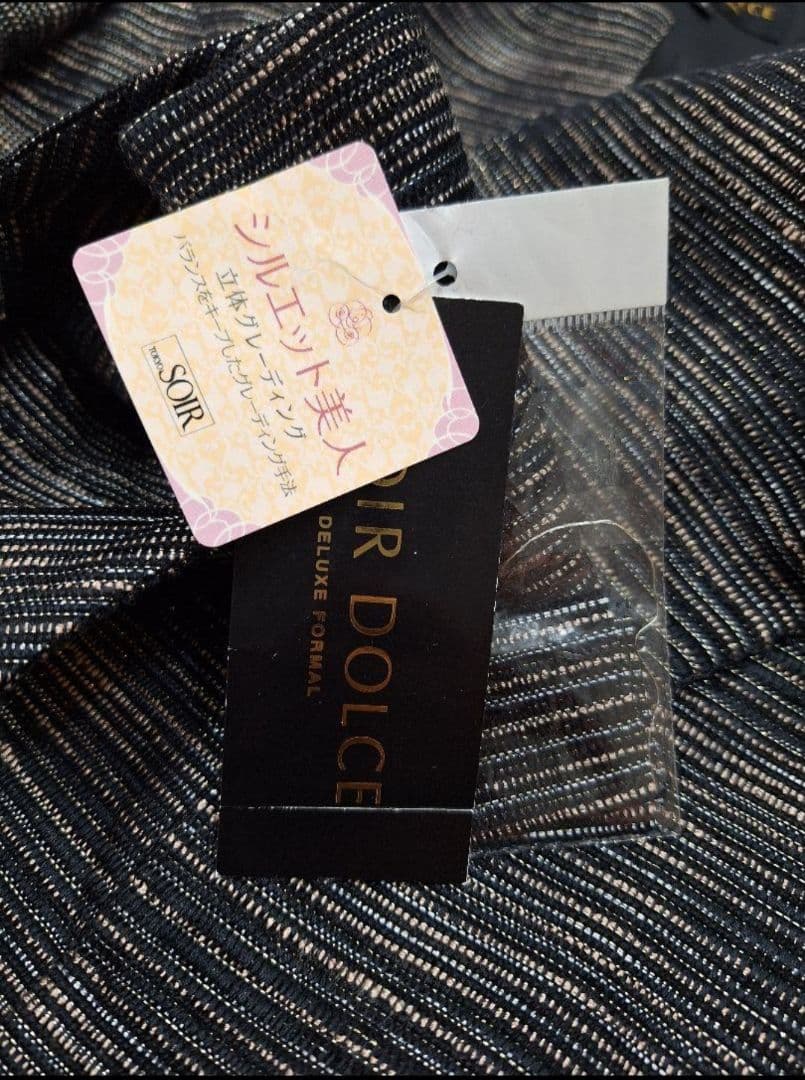 シルエット美人
立体グレーディング
バランスをキープしたグレーディング手法
TOKYO
SOIR
OIR DOLCE
DELUXE FORMAL